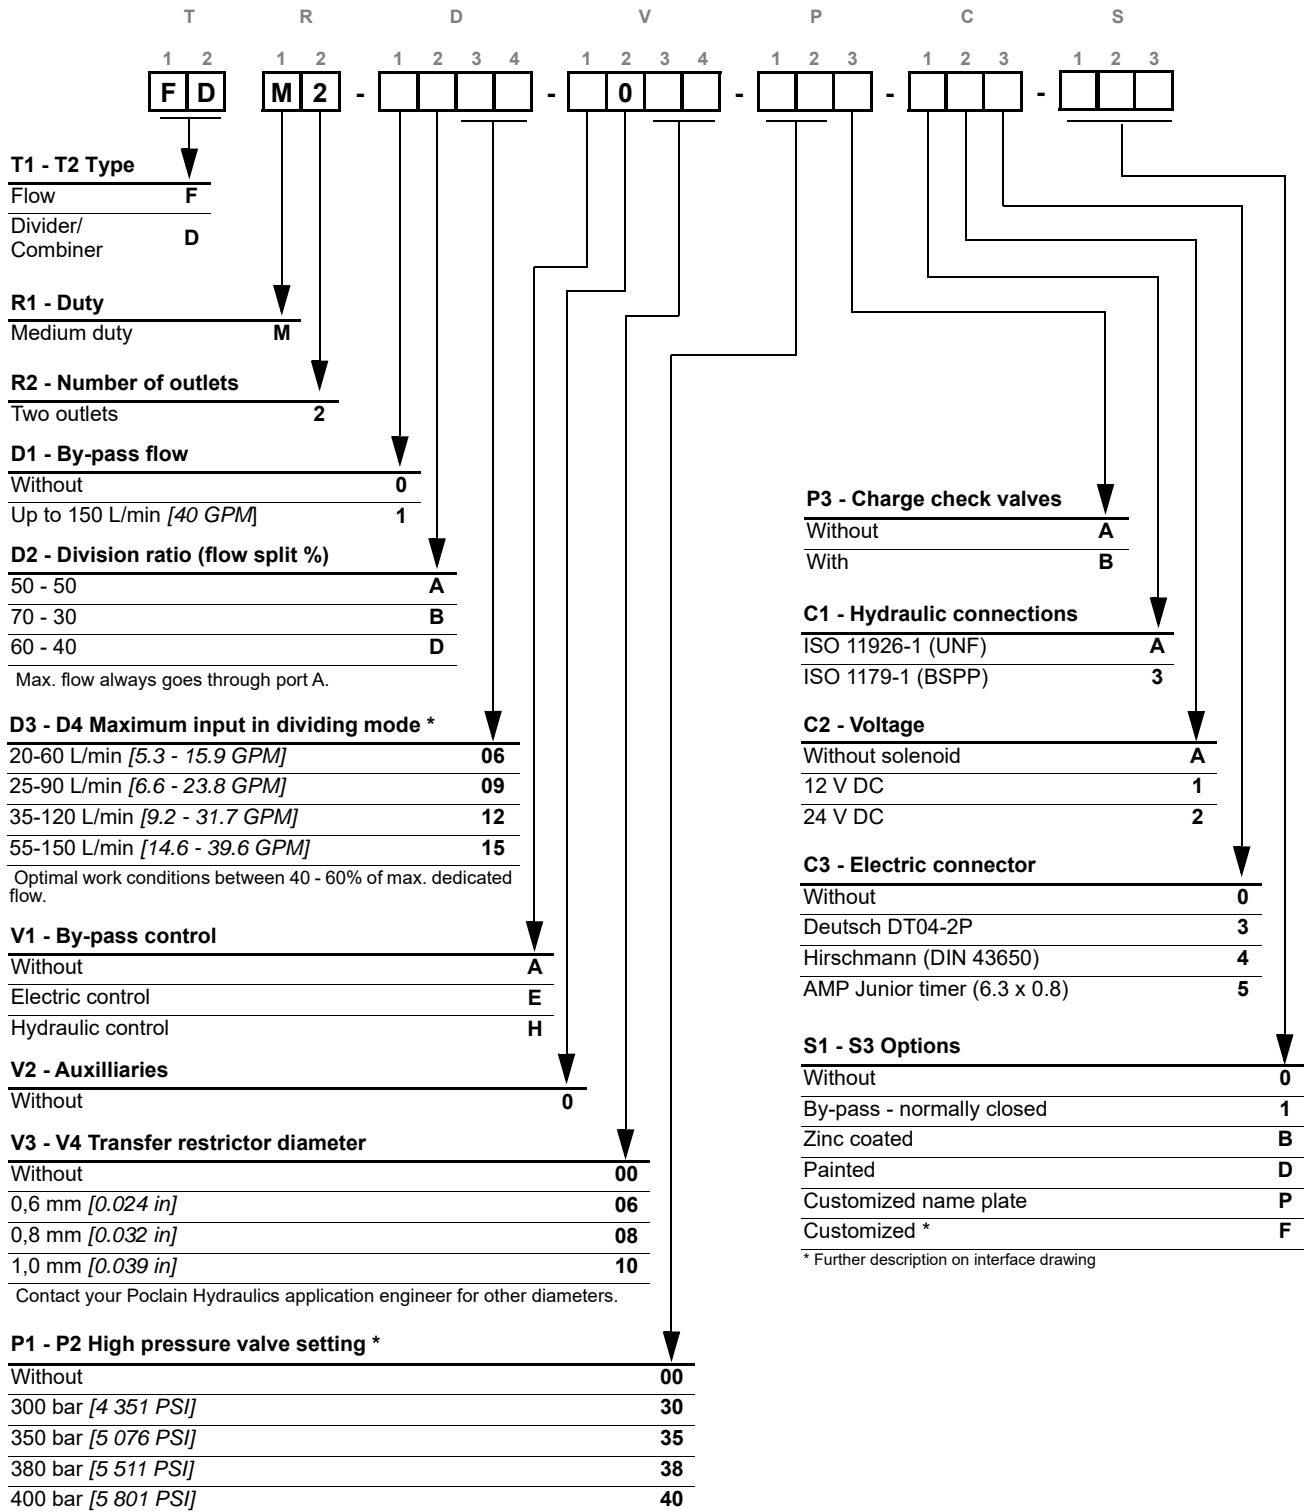 T R D V P C S
1 2 1 2 1 2 3 4 1 2 3 4 1 2 3 1 2 3 1 2 3
F D M 2 - - 0 - - -
T1 - T2 Type
Flow F
Divider/
Combiner D
R1 - Duty
Medium duty M
R2 - Number of outlets
Two outlets 2
D1 - By-pass flow
Without 0
Up to 150 L/min [40 GPM] 1
D2 - Division ratio (flow split %)
50 - 50 A
70 - 30 B
60 - 40 D
Max. flow always goes through port A.
D3 - D4 Maximum input in dividing mode *
20-60 L/min [5.3 - 15.9 GPM] 06
25-90 L/min [6.6 - 23.8 GPM] 09
35-120 L/min [9.2 - 31.7 GPM] 12
55-150 L/min [14.6 - 39.6 GPM] 15
Optimal work conditions between 40 - 60% of max. dedicated
flow.
V1 - By-pass control
Without A
Electric control E
Hydraulic control H
V2 - Auxilliaries
Without 0
V3 - V4 Transfer restrictor diameter
Without 00
0,6 mm [0.024 in] 06
0,8 mm [0.032 in] 08
1,0 mm [0.039 in] 10
Contact your Poclain Hydraulics application engineer for other diameters.
P1 - P2 High pressure valve setting *
Without 00
300 bar [4 351 PSI] 30
350 bar [5 076 PSI] 35
380 bar [5 511 PSI] 38
400 bar [5 801 PSI] 40
P3 - Charge check valves
Without A
With B
C1 - Hydraulic connections
ISO 11926-1 (UNF) A
ISO 1179-1 (BSPP) 3
C2 - Voltage
Without solenoid A
12 V DC 1
24 V DC 2
C3 - Electric connector
Without 0
Deutsch DT04-2P 3
Hirschmann (DIN 43650) 4
AMP Junior timer (6.3 x 0.8) 5
S1 - S3 Options
Without 0
By-pass - normally closed 1
Zinc coated B
Painted D
Customized name plate P
Customized * F
* Further description on interface drawing